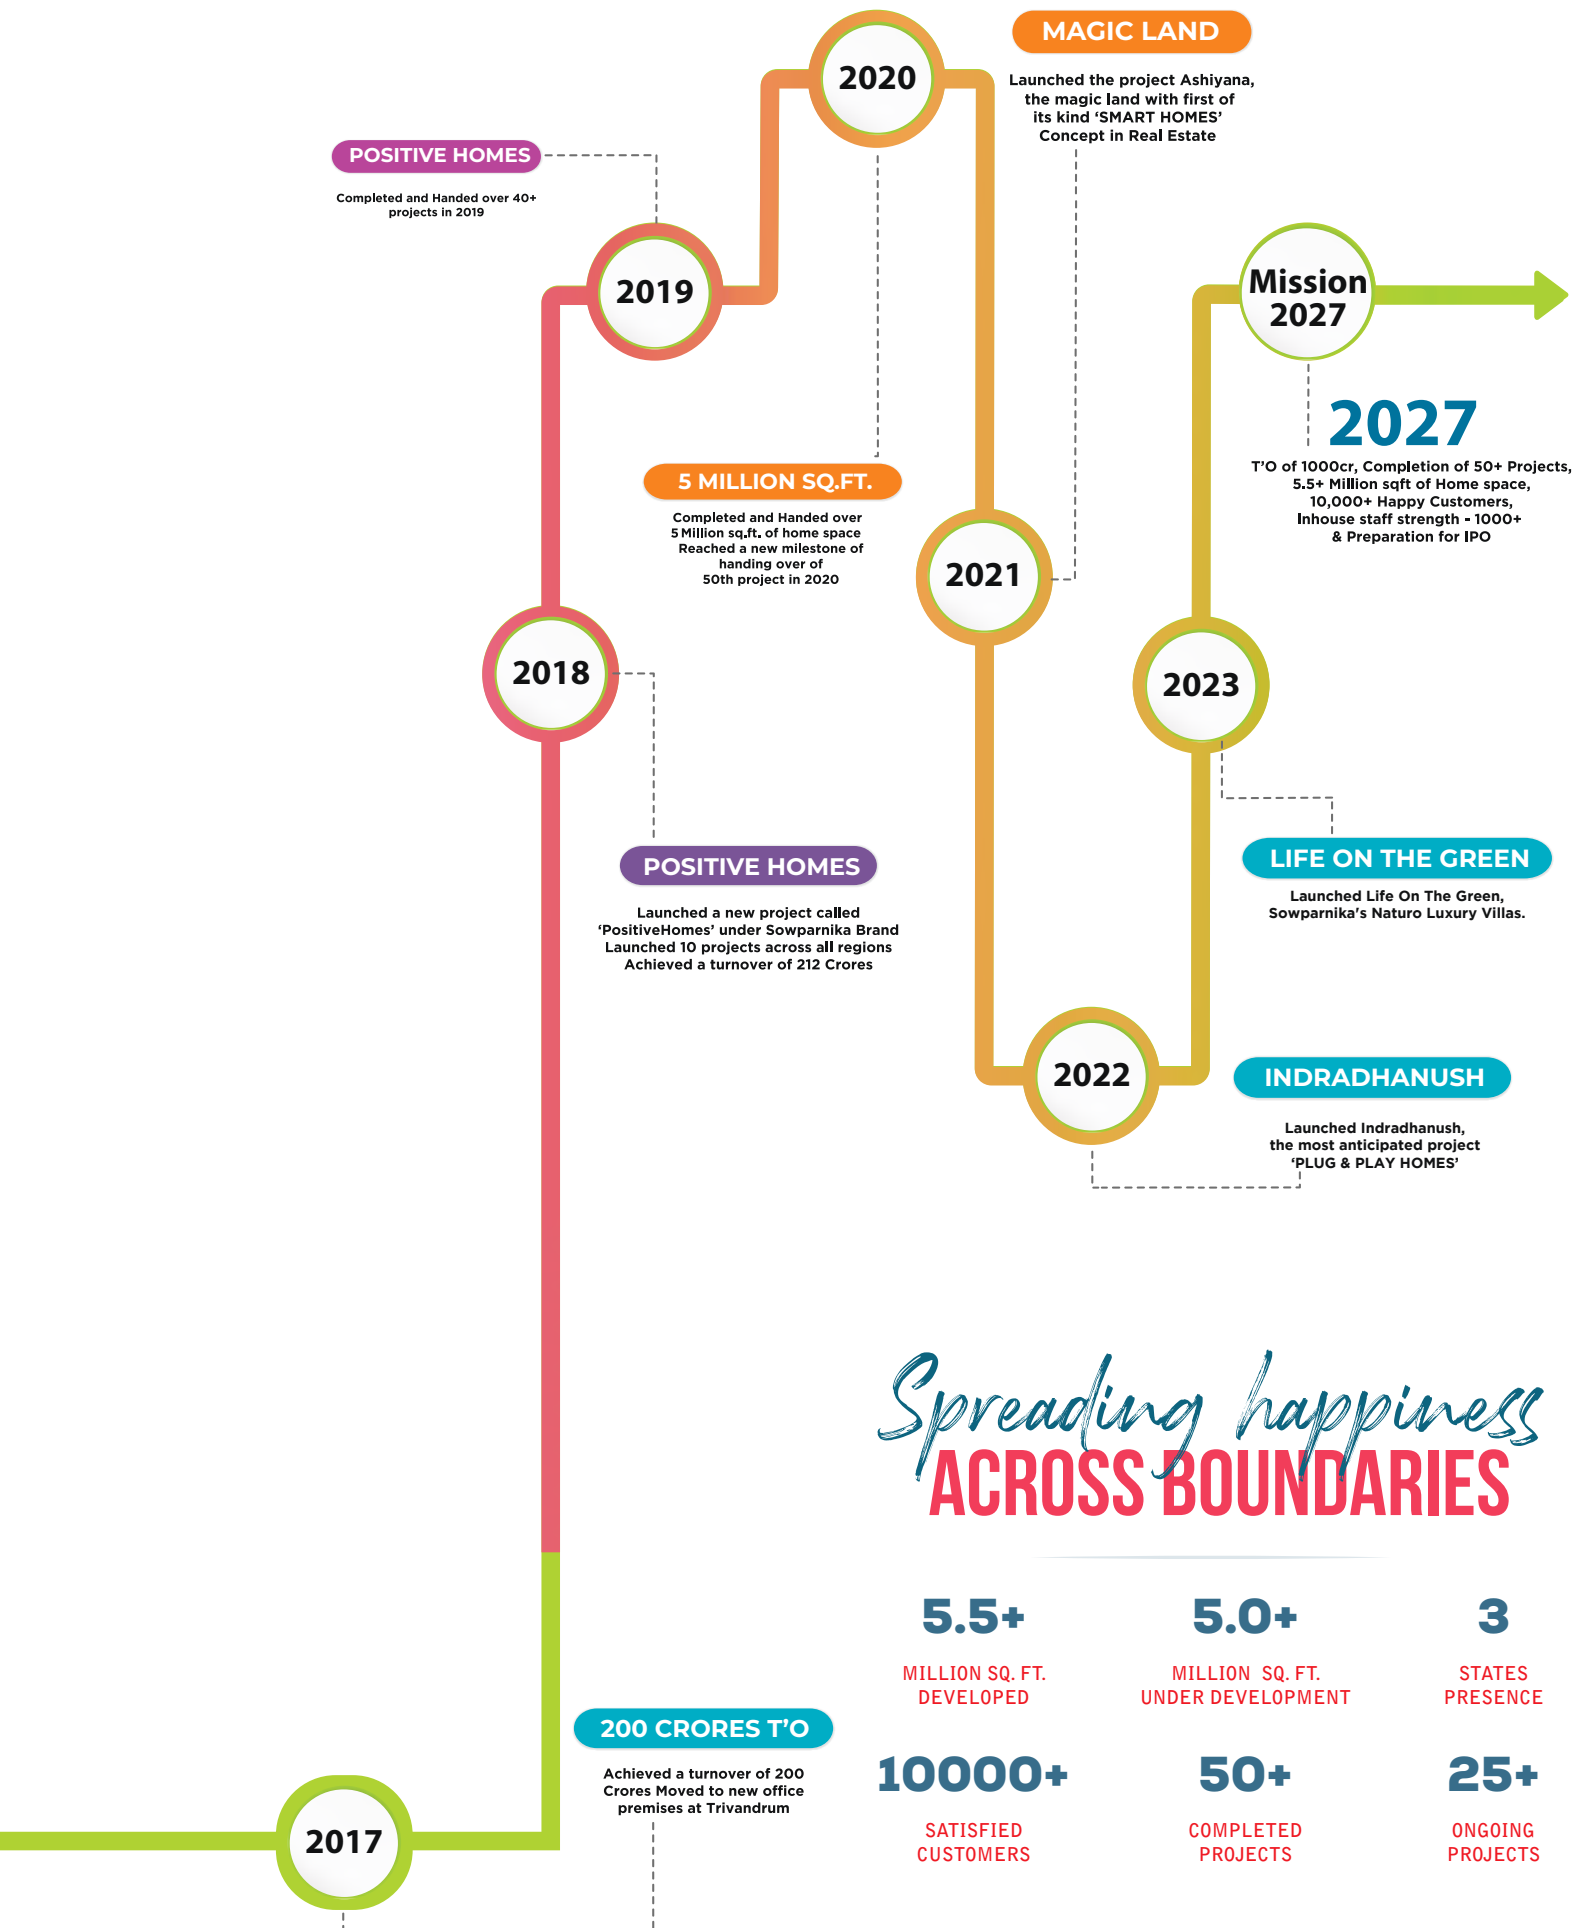 MAGIC LAND
Launched the project Ashiyana,
the magic land with first of
its kind ‘SMART HOMES’
Concept in Real Estate
2020
POSITIVE HOMES
Completed and Handed over 40+
projects in 2019
2019
Mission
2027
2027
T’O of 1000cr, Completion of 50+ Projects,
5.5+ Million sqft of Home space,
10,000+ Happy Customers,
Inhouse staff strength - 1000+
& Preparation for IPO
5 MILLION SQ.FT.
Completed and Handed over
5 Million sq.ft. of home space
Reached a new milestone of
handing over of
50th project in 2020
2021
2018
2023
POSITIVE HOMES
Launched a new project called
‘PositiveHomes’ under Sowparnika Brand
Launched 10 projects across all regions
Achieved a turnover of 212 Crores
LIFE ON THE GREEN
Launched Life On The Green,
Sowparnika's Naturo Luxury Villas.
2022
INDRADHANUSH
Launched Indradhanush,
the most anticipated project
‘PLUG & PLAY HOMES’
Spreading happiness
ACROSS BOUNDARIES
5.5+
MILLION SQ. FT.
DEVELOPED
5.0+
MILLION SQ. FT.
UNDER DEVELOPMENT
3
STATES
PRESENCE
10000+
SATISFIED
CUSTOMERS
50+
COMPLETED
PROJECTS
25+
ONGOING
PROJECTS
200 CRORES T’O
Achieved a turnover of 200
Crores Moved to new office
premises at Trivandrum
2017